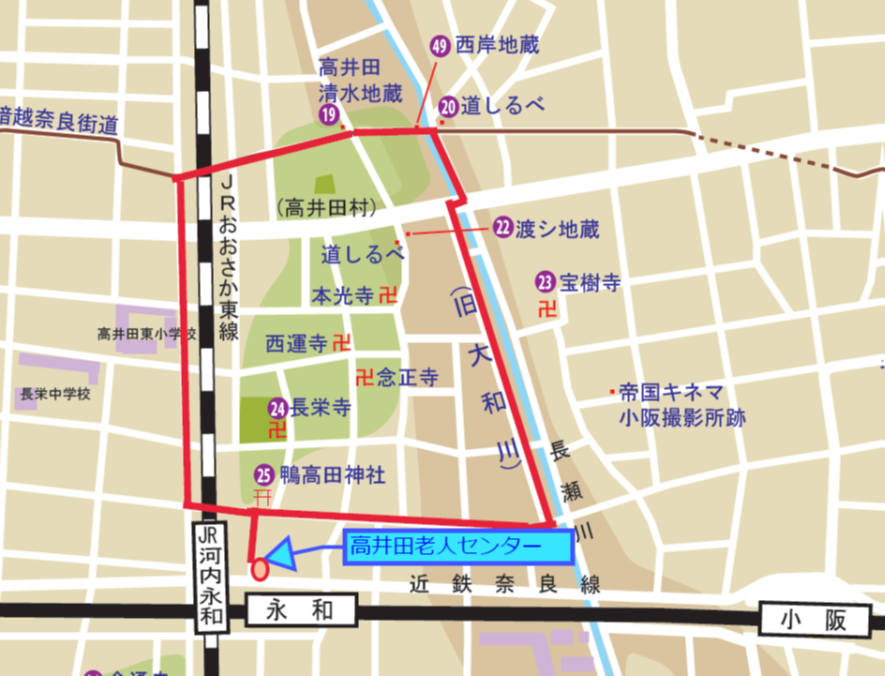 49 西岸地蔵
高井田
清水地蔵
19
20 道しるべ
暗越奈良街道
JRおおさか東線
(高井田村)
22 渡シ地蔵
道しるべ
23 宝樹寺
本光寺
(旧大和川)
高井田東小学校
西運寺
念正寺
長栄中学校
帝国キネマ
小阪撮影所跡
24 長栄寺
長瀬川
25 鴨高田神社
JR河内永和
高井田老人センター
近鉄奈良線
永和
小阪